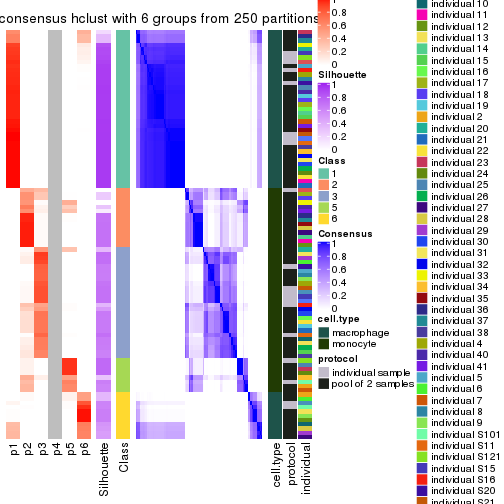 consensus hclust with 6 groups from 250 partitions
0.8
0.6
0.4
0.2
0
Silhouette
1
0.8
0.6
0.4
0.2
0
Class
1
2
3
5
6
Consensus
1
0.8
0.6
0.4
0.2
0
cell.type
macrophage
monocyte
protocol
individual sample
pool of 2 samples
individual 10
individual 11
individual 12
individual 13
individual 14
individual 15
individual 16
individual 17
individual 18
individual 19
individual 2
individual 20
individual 21
individual 22
individual 23
individual 24
individual 25
individual 26
individual 27
individual 28
individual 29
individual 30
individual 31
individual 32
individual 33
individual 34
individual 35
individual 36
individual 37
individual 38
individual 4
individual 40
individual 41
individual 5
individual 6
individual 7
individual 8
individual 9
individual S101
individual S11
individual S121
individual S15
individual S16
individual S20
individual S21
p1
p2
p3
p4
p5
p6
Silhouette
Class
cell.type
protocol
individual